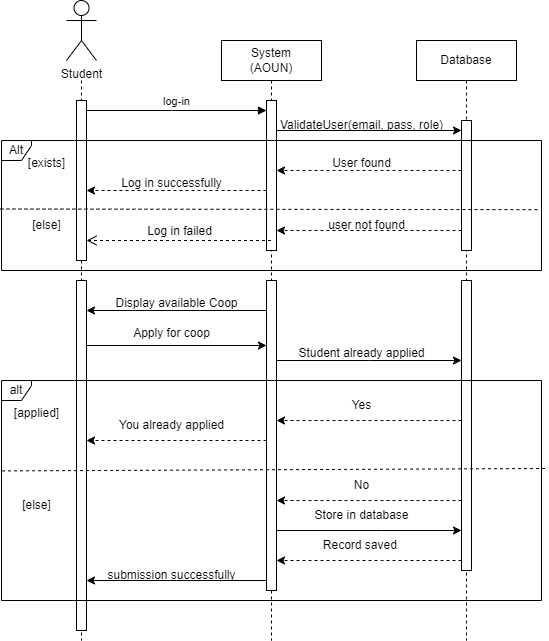 Student
System
(AOUN)
Database
log-in
ValidateUser(email, pass, role)
Alt
[exists]
User found
Log in successfully
[else]
user not found
Log in failed
Display available Coop
Apply for coop
Student already applied
alt
[applied]
Yes
You already applied
No
[else]
Store in database
Record saved
submission successfully